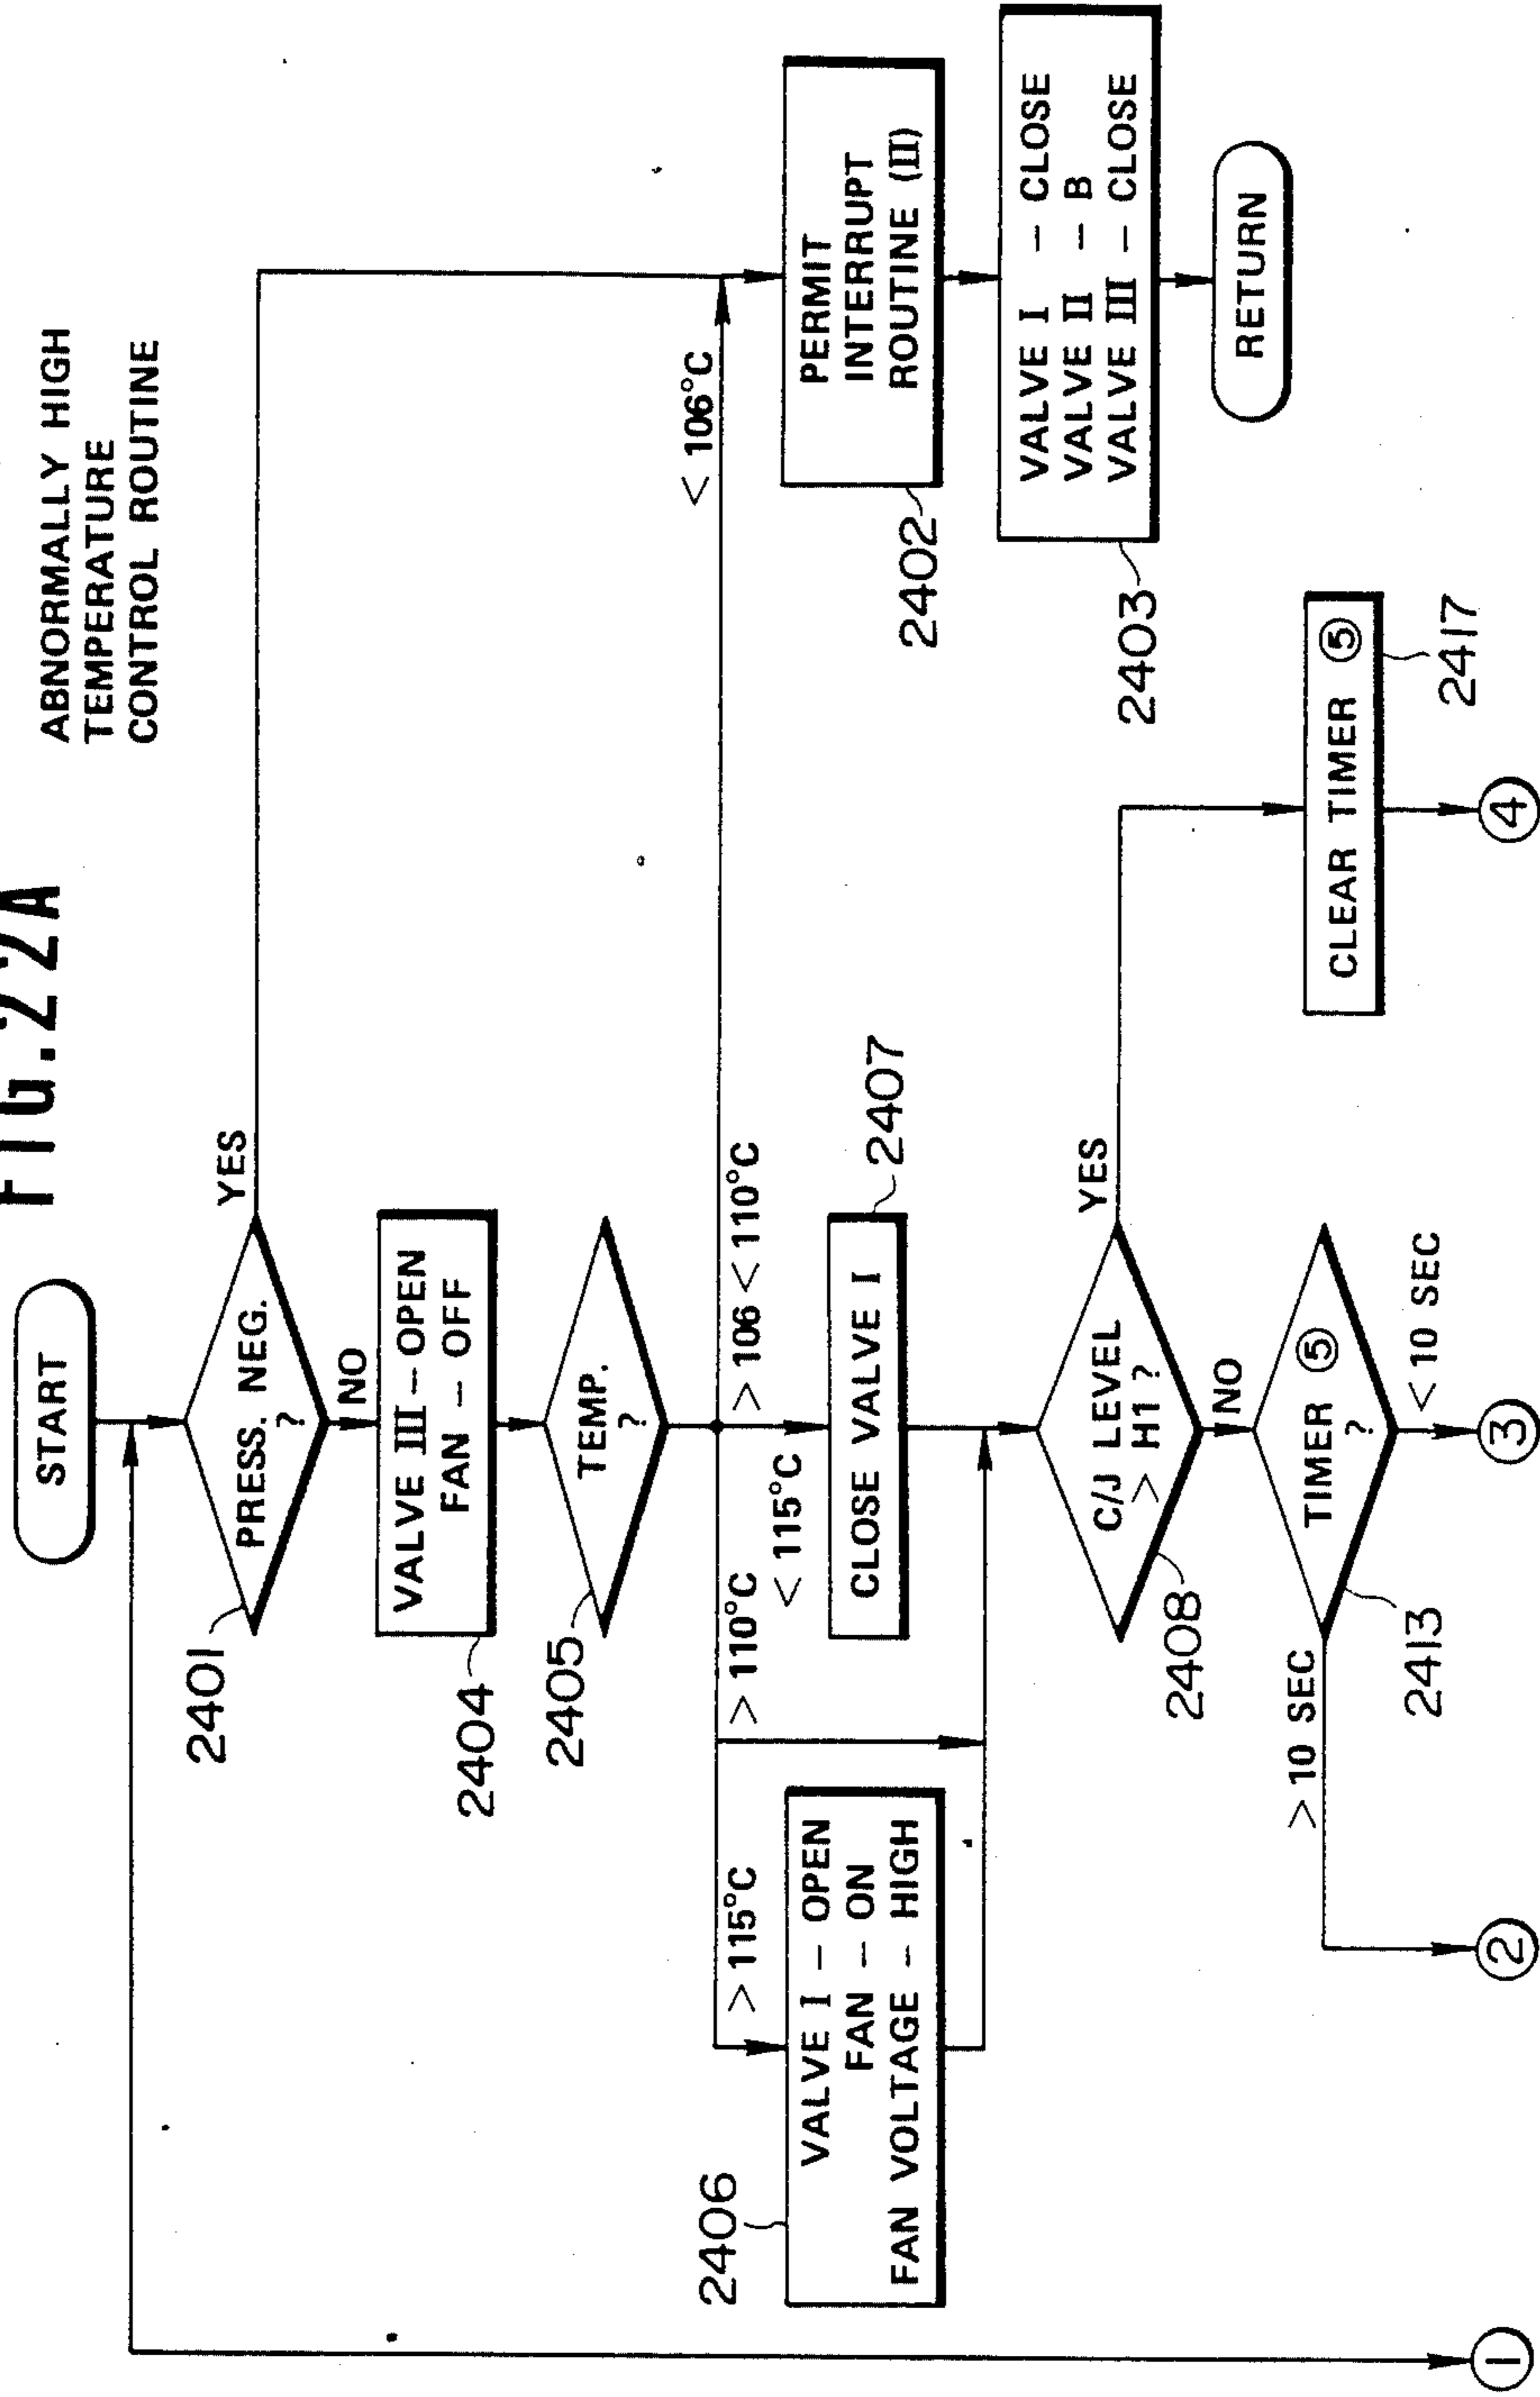 FIG.22A
ABNORMALLY HIGH
TEMPERATURE
CONTROL ROUTINE
START
2401
PRESS. NEG.
?
YES
NO
2404
VALVE III – OPEN
FAN – OFF
2405
TEMP.
?
> 115°C
> 110°C
< 115°C
> 106 < 110°C
< 106°C
2406
VALVE I – OPEN
FAN – ON
FAN VOLTAGE – HIGH
CLOSE VALVE I
2407
PERMIT
INTERRUPT
ROUTINE (II)
2402
VALVE I – CLOSE
VALVE II – B
VALVE III – CLOSE
2403
RETURN
C/J LEVEL
> H1 ?
2408
YES
NO
TIMER ⑤
?
2413
> 10 SEC
< 10 SEC
CLEAR TIMER ⑤
2417
①
②
③
④